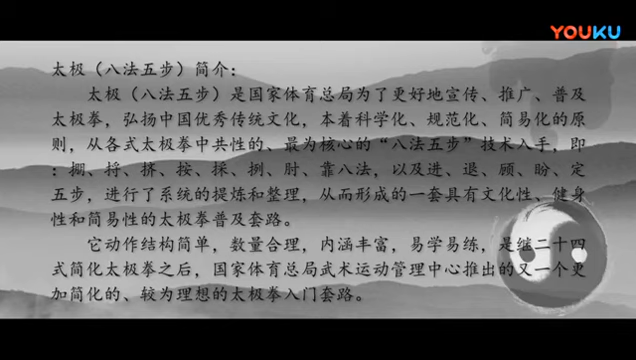 YOUKU
太极（八法五步）简介：
太极（八法五步）是国家体育总局为了更好地宣传、推广、普及
太极拳，弘扬中国优秀传统文化，本着科学化、规范化、简易化的原
则，从各式太极拳中共性的、最为核心的“八法五步”技术入手，即
：掤、捋、挤、按、採、挒、肘、靠八法，以及进、退、顾、盼、定
五步，进行了系统的提炼和整理，从而形成的一套具有文化性、健身
性和简易性的太极拳普及套路。
它动作结构简单，数量合理，内涵丰富，易学易练，是继二十四
式简化太极拳之后，国家体育总局武术运动管理中心推出的又一个更
加简化的、较为理想的太极拳入门套路。